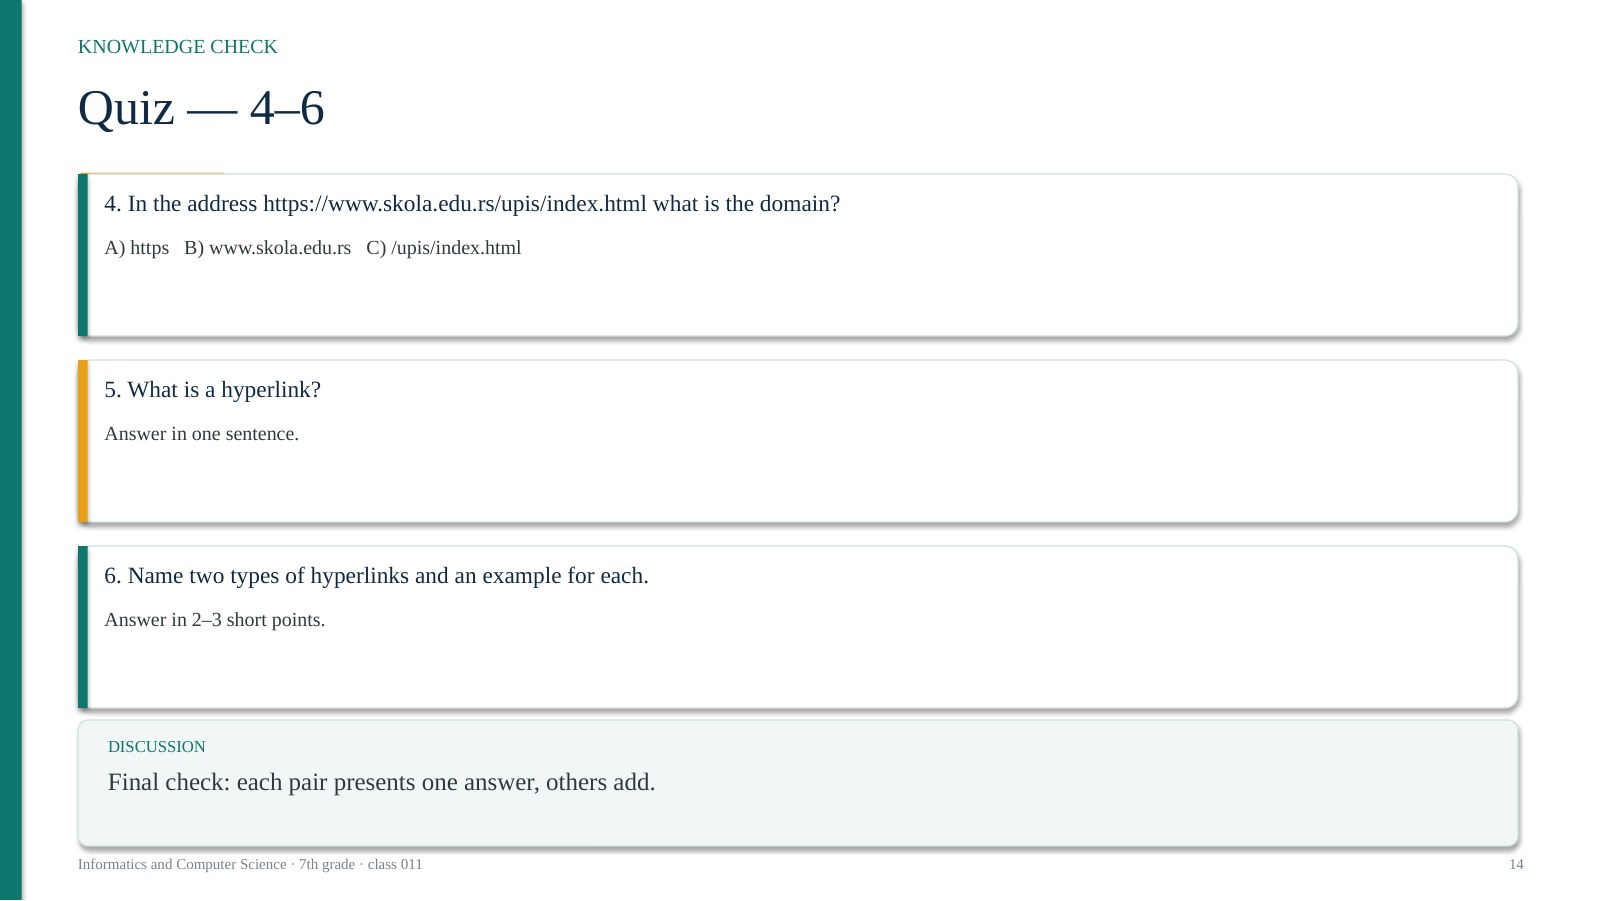 KNOWLEDGE CHECK
Quiz — 4–6
4. In the address https://www.skola.edu.rs/upis/index.html what is the domain?
A) https   B) www.skola.edu.rs   C) /upis/index.html
5. What is a hyperlink?
Answer in one sentence.
6. Name two types of hyperlinks and an example for each.
Answer in 2–3 short points.
DISCUSSION
Final check: each pair presents one answer, others add.
Informatics and Computer Science · 7th grade · class 011
14